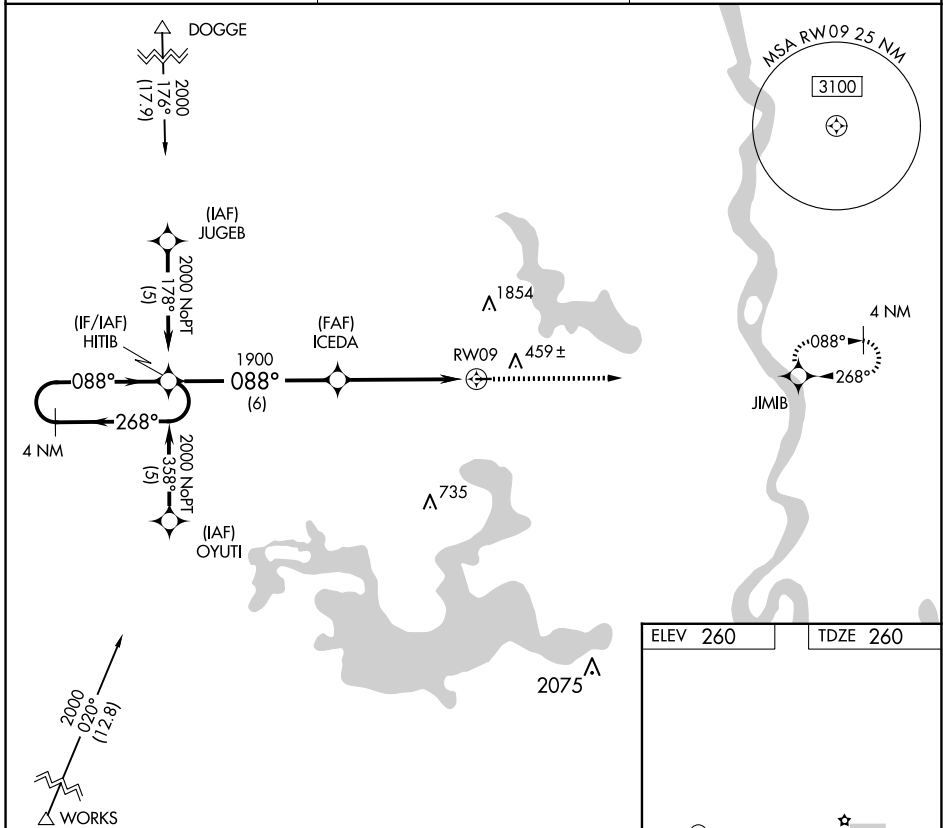 DOGGE
2000
176°
(17.9)
MSA RW09 25 NM
3100
(IAF)
JUGEB
2000 NoPT
178°
(5)
(IF/IAF)
HITIB
(FAF)
ICEDA
1854
4 NM
RW09
459 ±
088°
1900
088°
(6)
088°
268°
JIMIB
268°
4 NM
2000 NoPT
358°
(5)
735
(IAF)
OYUTI
ELEV 260
TDZE 260
2075
2000
020°
(12.8)
WORKS